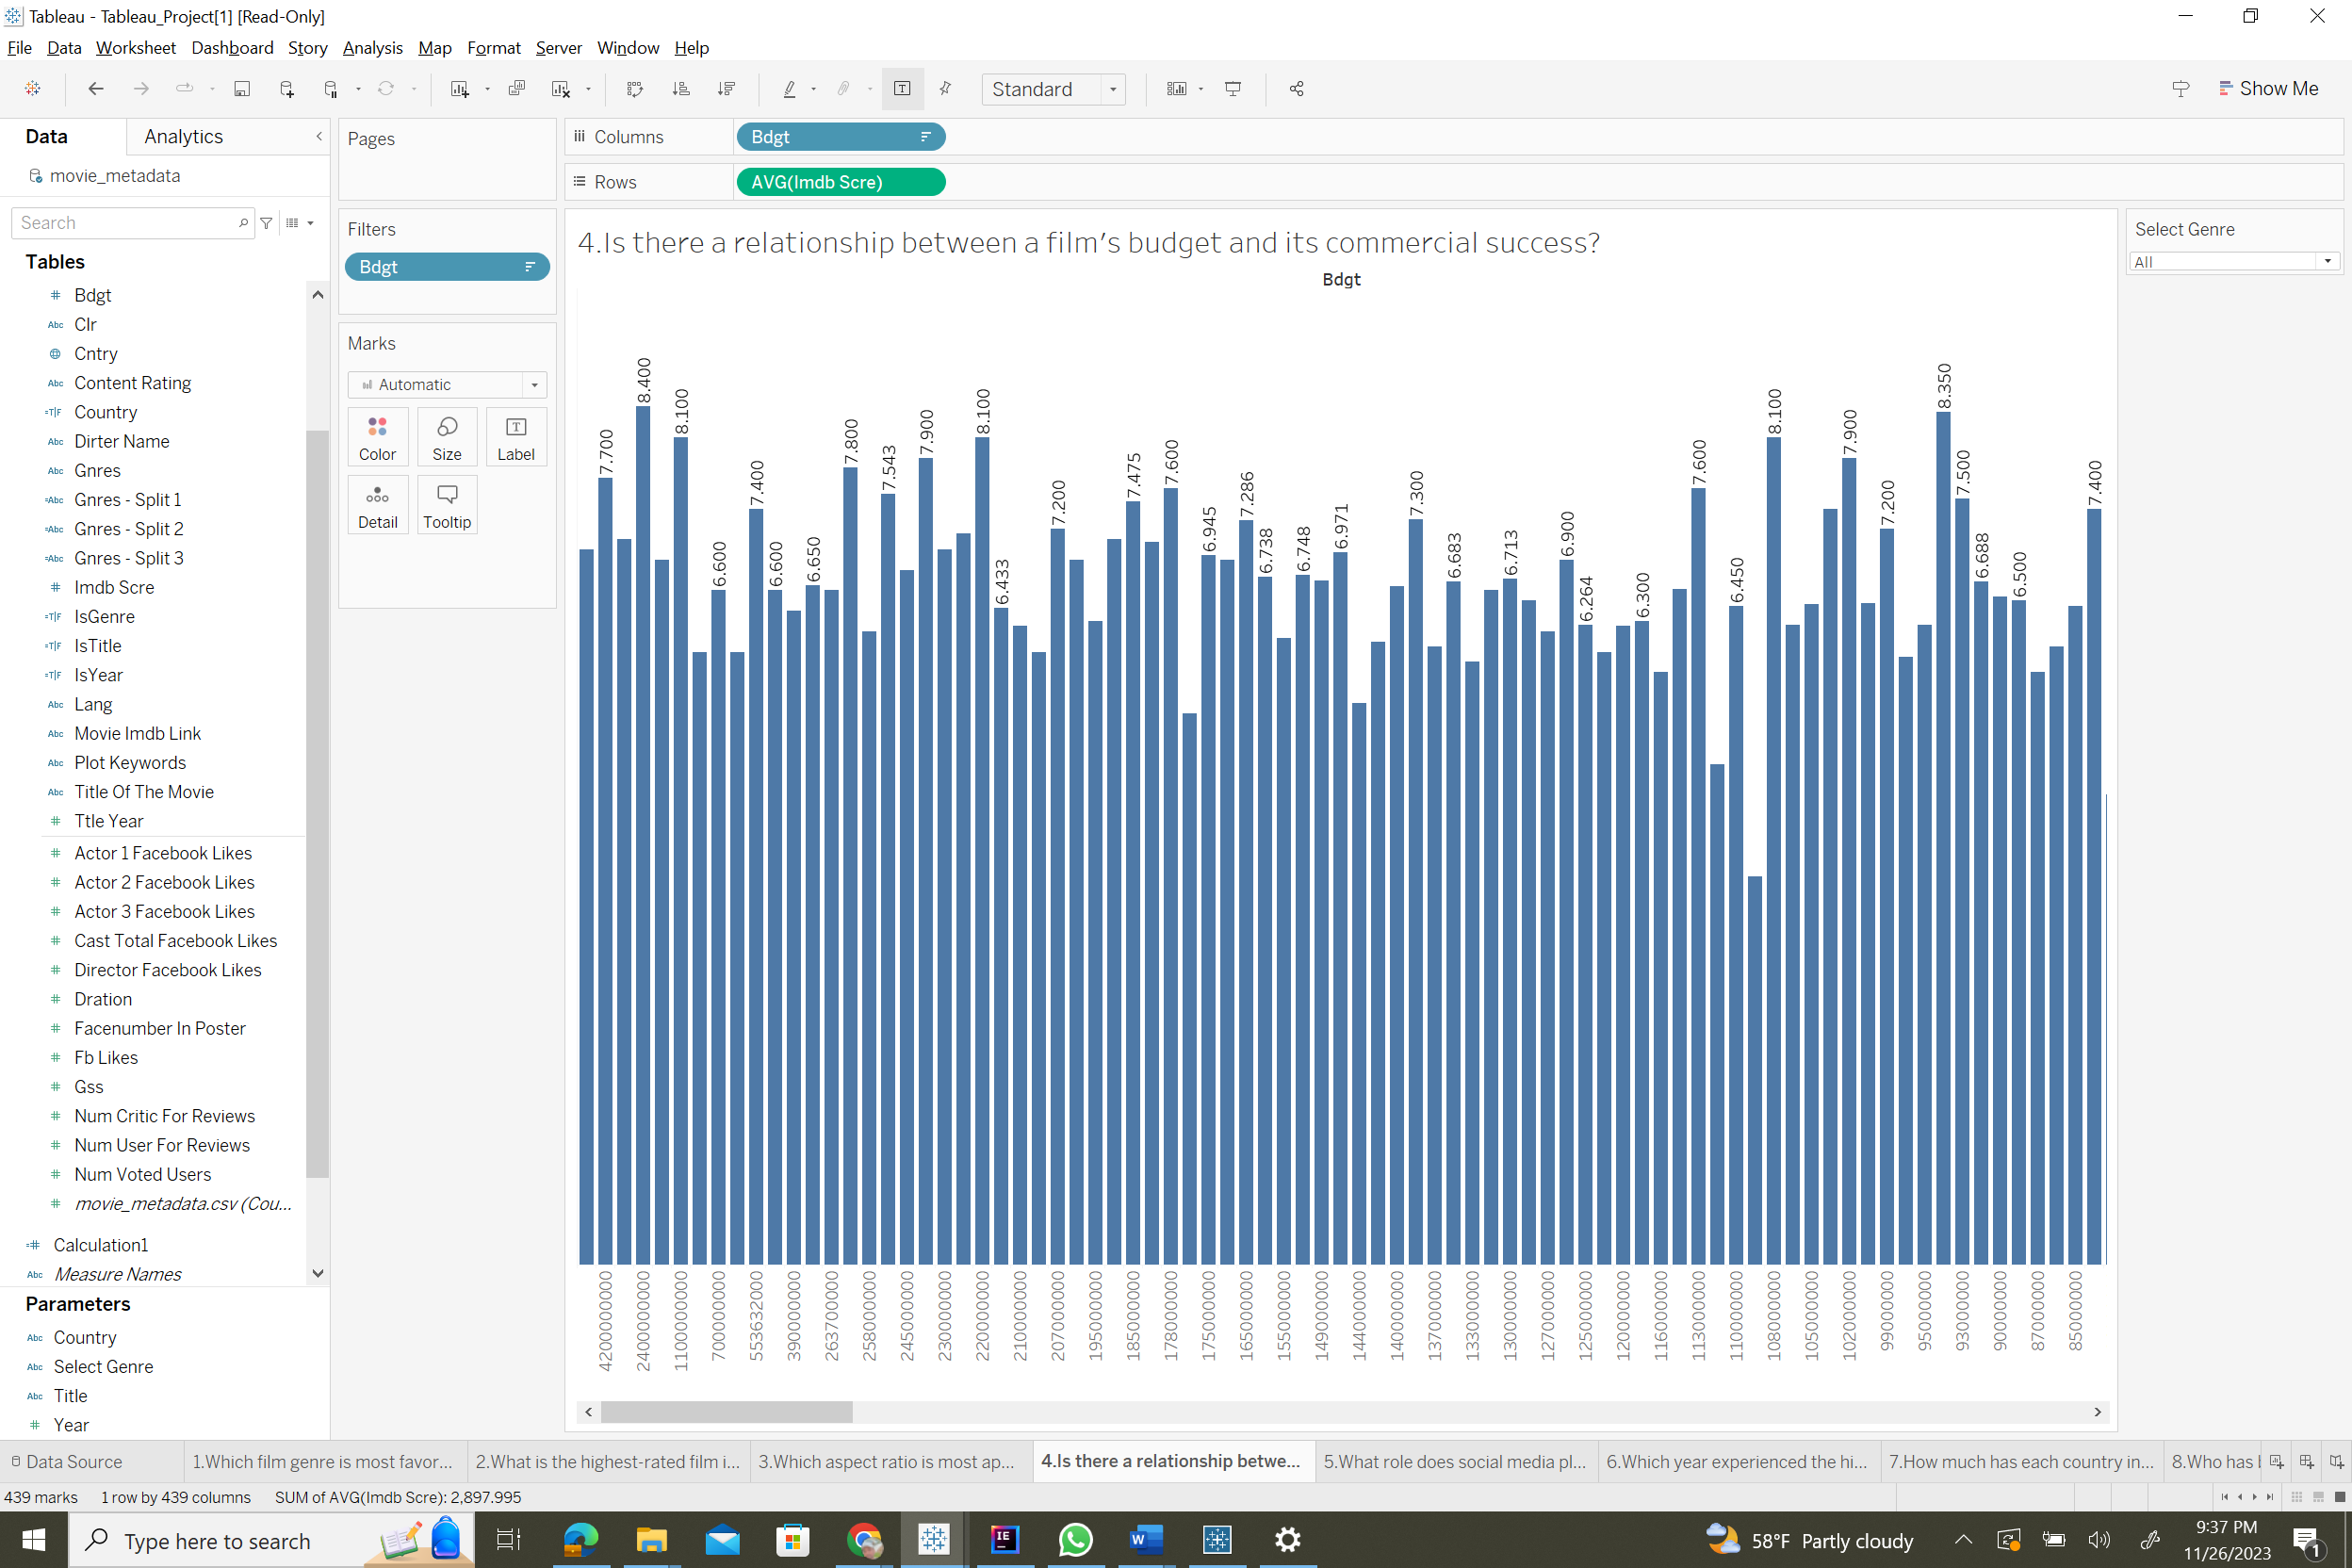 Tableau - Tableau_Project[1] [Read-Only]
File Data Worksheet Dashboard Story Analysis Map Format Server Window Help
Standard
Show Me
Data Analytics
movie_metadata
Search
Tables
# Bdgt
Abc Clr
Cntry
Abc Content Rating
=T|F Country
Abc Dirter Name
Abc Gnres
=Abc Gnres - Split 1
=Abc Gnres - Split 2
=Abc Gnres - Split 3
# Imdb Scre
=T|F IsGenre
=T|F IsTitle
=T|F IsYear
Abc Lang
Abc Movie Imdb Link
Abc Plot Keywords
Abc Title Of The Movie
# Ttle Year
# Actor 1 Facebook Likes
# Actor 2 Facebook Likes
# Actor 3 Facebook Likes
# Cast Total Facebook Likes
# Director Facebook Likes
# Dration
# Facenumber In Poster
# Fb Likes
# Gss
# Num Critic For Reviews
# Num User For Reviews
# Num Voted Users
# movie_metadata.csv (Cou...
=# Calculation1
Abc Measure Names
Parameters
Abc Country
Abc Select Genre
Abc Title
# Year
Pages
Filters
Bdgt
Marks
Automatic
Color Size Label
Detail Tooltip
Columns Bdgt
Rows AVG(Imdb Scre)
4.Is there a relationship between a film's budget and its commercial success?
Bdgt
7.700
8.400
8.100
6.600
7.400
6.600
6.650
7.800
7.543
7.900
8.100
6.433
7.200
7.475
7.600
6.945
7.286
6.738
6.748
6.971
7.300
6.683
6.713
6.900
6.264
6.300
7.600
6.450
8.100
7.900
7.200
8.350
7.500
6.688
6.500
7.400
4200000000
2400000000
1100000000
700000000
553632000
390000000
263700000
258000000
245000000
230000000
220000000
210000000
207000000
195000000
185000000
178000000
175000000
165000000
155000000
149000000
144000000
140000000
137000000
133000000
130000000
127000000
125000000
120000000
116000000
113000000
110000000
108000000
105000000
102000000
99000000
95000000
93000000
90000000
87000000
85000000
Select Genre
All
Data Source
1.Which film genre is most favor...
2.What is the highest-rated film i...
3.Which aspect ratio is most ap...
4.Is there a relationship betwe...
5.What role does social media pl...
6.Which year experienced the hi...
7.How much has each country in...
8.Who has
439 marks 1 row by 439 columns SUM of AVG(Imdb Scre): 2,897.995
Type here to search
58°F Partly cloudy
9:37 PM
11/26/2023
1